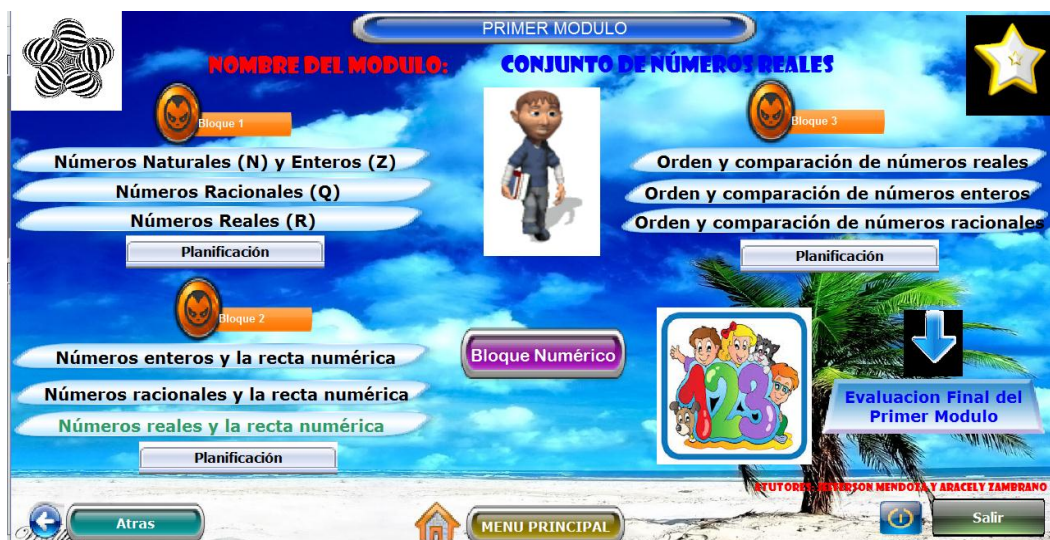 PRIMER MODULO
NOMBRE DEL MODULO: CONJUNTO DE NÚMEROS REALES
Bloque 1
Números Naturales (N) y Enteros (Z)
Números Racionales (Q)
Números Reales (R)
Planificación
Bloque 2
Números enteros y la recta numérica
Números racionales y la recta numérica
Números reales y la recta numérica
Planificación
Bloque Numérico
Bloque 3
Orden y comparación de números reales
Orden y comparación de números enteros
Orden y comparación de números racionales
Planificación
123
Evaluacion Final del
Primer Modulo
MENDOZA Y ARACELY ZAMBRANO
Atras
MENU PRINCIPAL
Salir